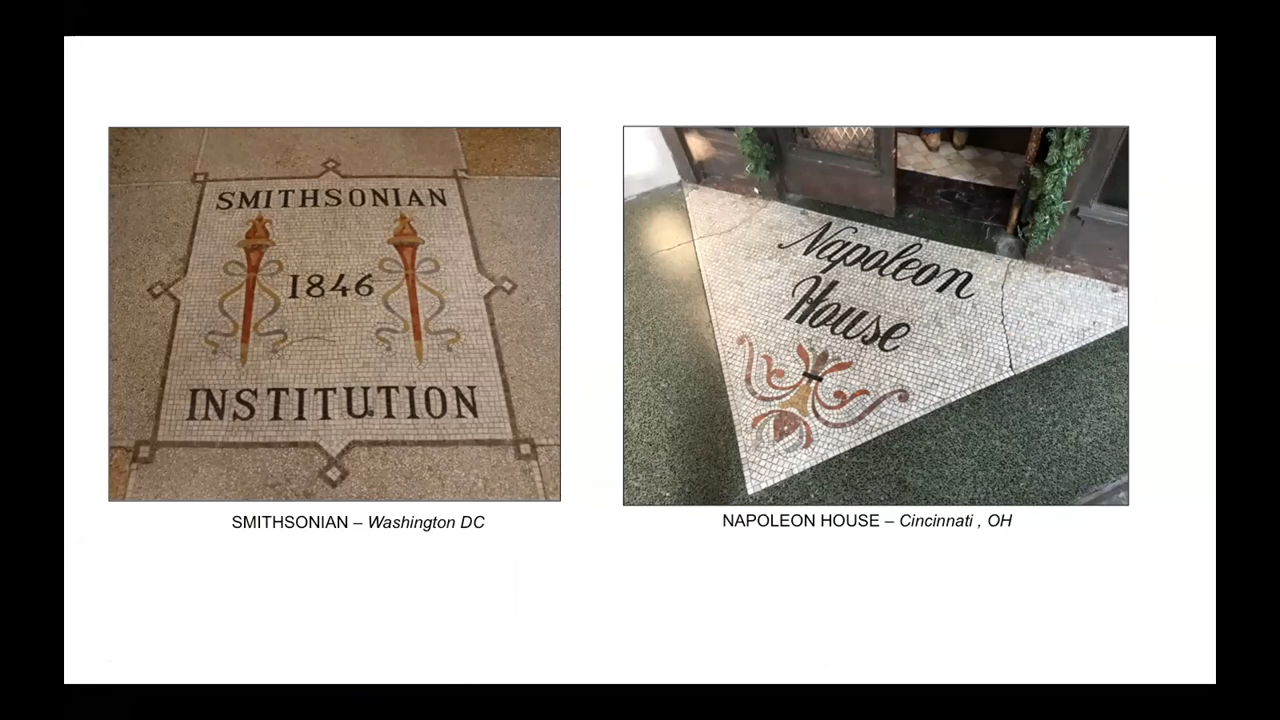 SMITHSONIAN
1846
INSTITUTION
Napoleon
House
SMITHSONIAN – Washington DC
NAPOLEON HOUSE – Cincinnati , OH